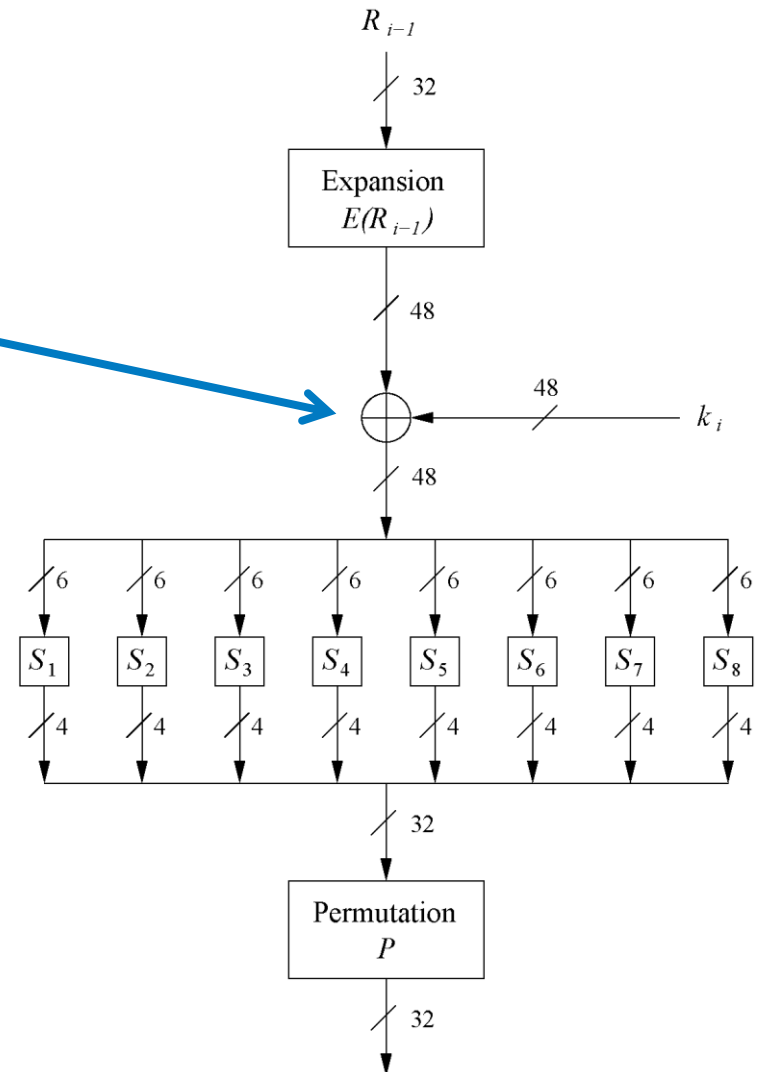 R i−1
32
Expansion
E(R i−1)
48
48
k i
48
6 6 6 6 6 6 6 6
S1 S2 S3 S4 S5 S6 S7 S8
4 4 4 4 4 4 4 4
32
Permutation
P
32